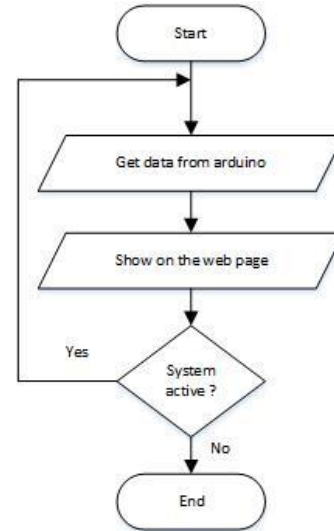 Start
Get data from arduino
Show on the web page
Yes
System
active ?
No
End